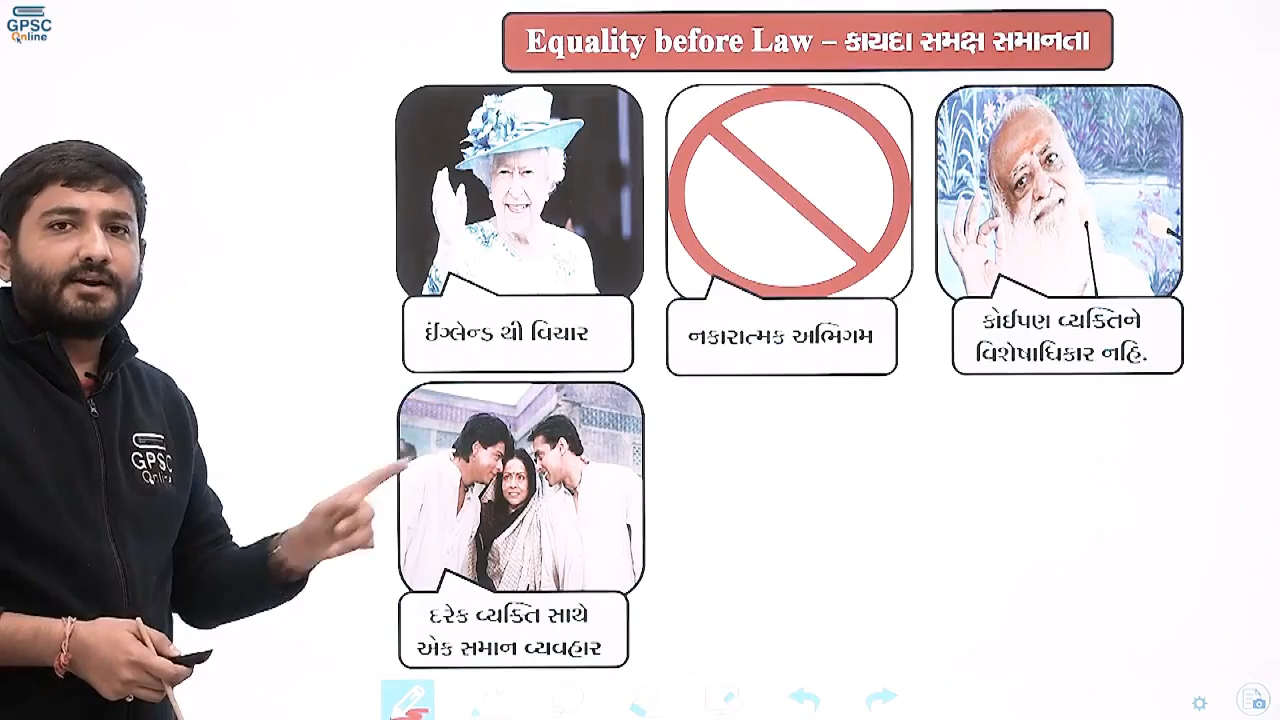 GPSC
Online
Equality before Law – કાયદા સમક્ષ સમાનતા
ઈંગ્લેન્ડ થી વિચાર
નકારાત્મક અભિગમ
કોઈપણ વ્યક્તિને
વિશેષાધિકાર નહિ.
દરેક વ્યક્તિ સાથે
એક સમાન વ્યવહાર
GPSC
Online